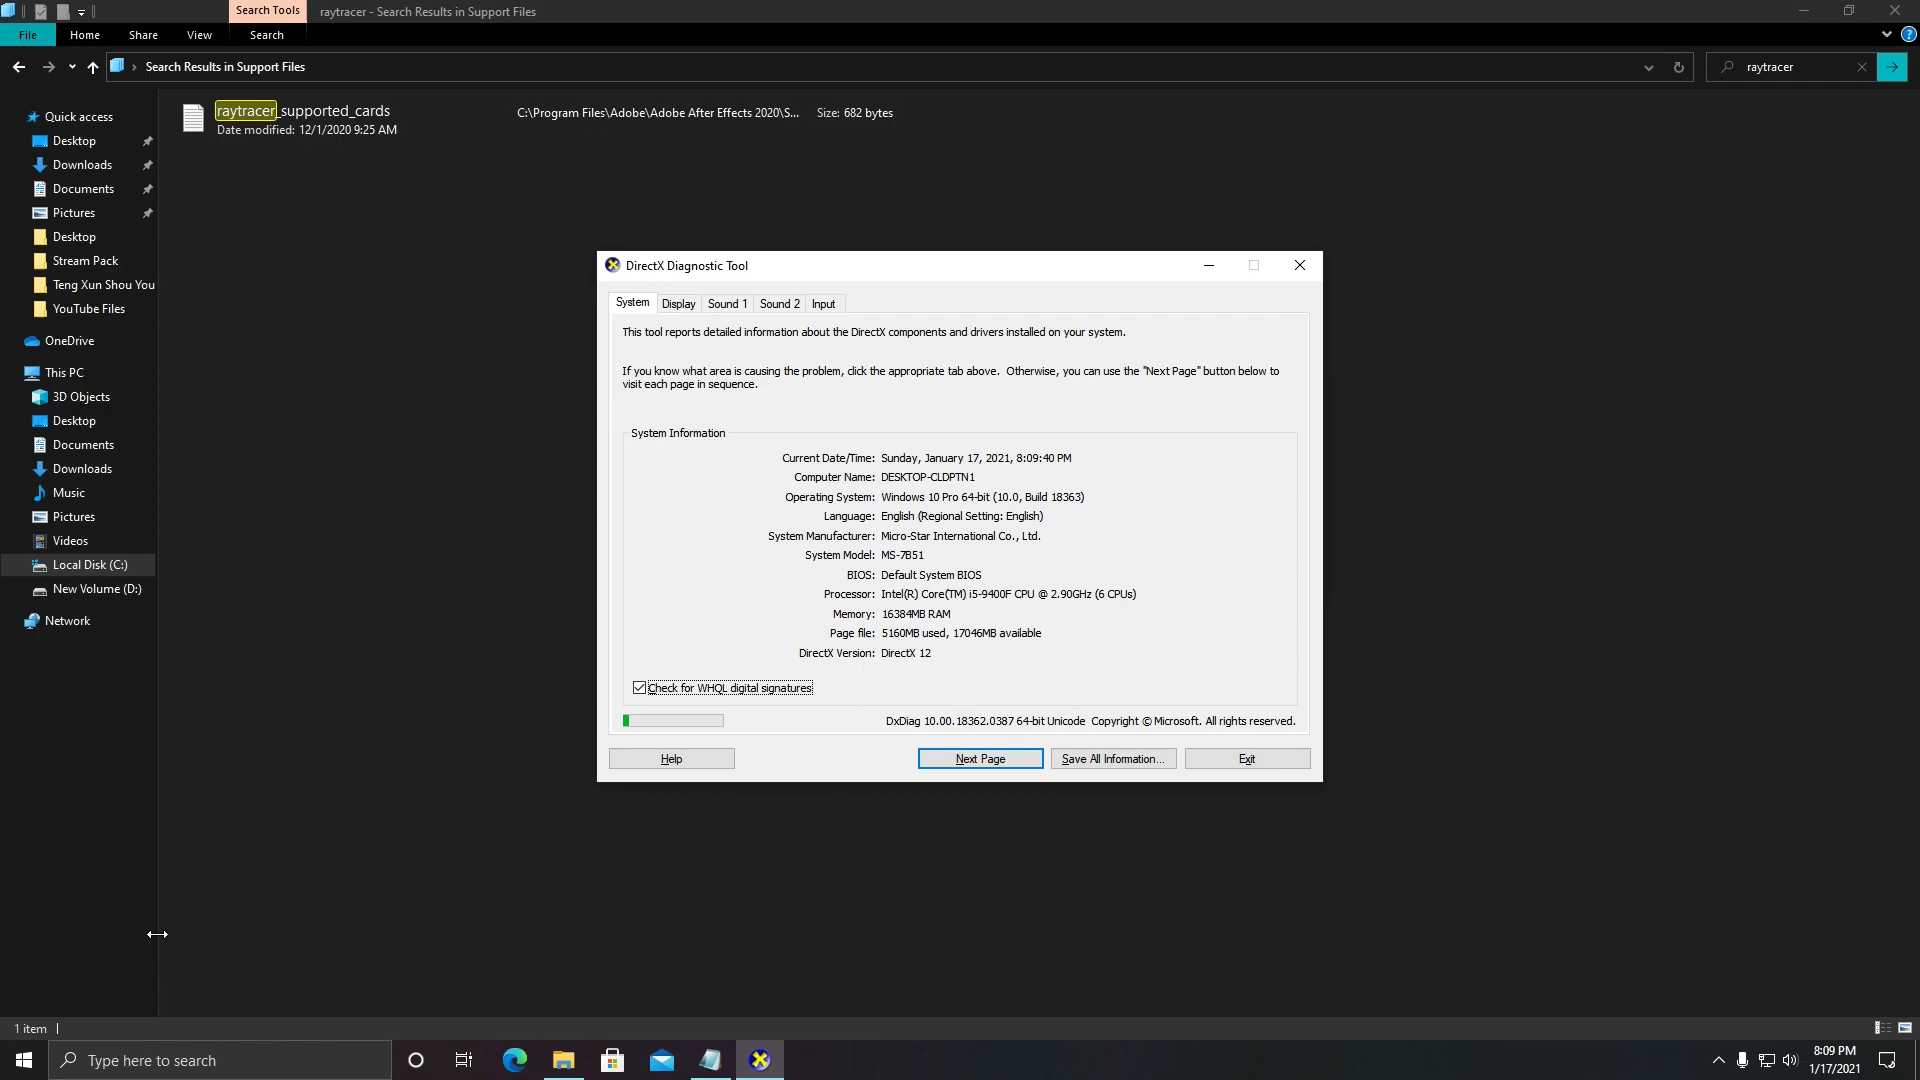 Search Tools
raytracer - Search Results in Support Files
File
Home
Share
View
Search
Search Results in Support Files
raytracer
Quick access
Desktop
Downloads
Documents
Pictures
Desktop
Stream Pack
Teng Xun Shou You
YouTube Files
OneDrive
This PC
3D Objects
Desktop
Documents
Downloads
Music
Pictures
Videos
Local Disk (C:)
New Volume (D:)
Network
raytracer_supported_cards
Date modified: 12/1/2020 9:25 AM
C:\Program Files\Adobe\Adobe After Effects 2020\S...
Size: 682 bytes
DirectX Diagnostic Tool
System
Display
Sound 1
Sound 2
Input
This tool reports detailed information about the DirectX components and drivers installed on your system.
If you know what area is causing the problem, click the appropriate tab above.  Otherwise, you can use the "Next Page" button below to
visit each page in sequence.
System Information
Current Date/Time: Sunday, January 17, 2021, 8:09:40 PM
Computer Name: DESKTOP-CLDPTN1
Operating System: Windows 10 Pro 64-bit (10.0, Build 18363)
Language: English (Regional Setting: English)
System Manufacturer: Micro-Star International Co., Ltd.
System Model: MS-7B51
BIOS: Default System BIOS
Processor: Intel(R) Core(TM) i5-9400F CPU @ 2.90GHz (6 CPUs)
Memory: 16384MB RAM
Page file: 5160MB used, 17046MB available
DirectX Version: DirectX 12
Check for WHQL digital signatures
DxDiag 10.00.18362.0387 64-bit Unicode  Copyright © Microsoft. All rights reserved.
Help
Next Page
Save All Information...
Exit
1 item
Type here to search
8:09 PM
1/17/2021